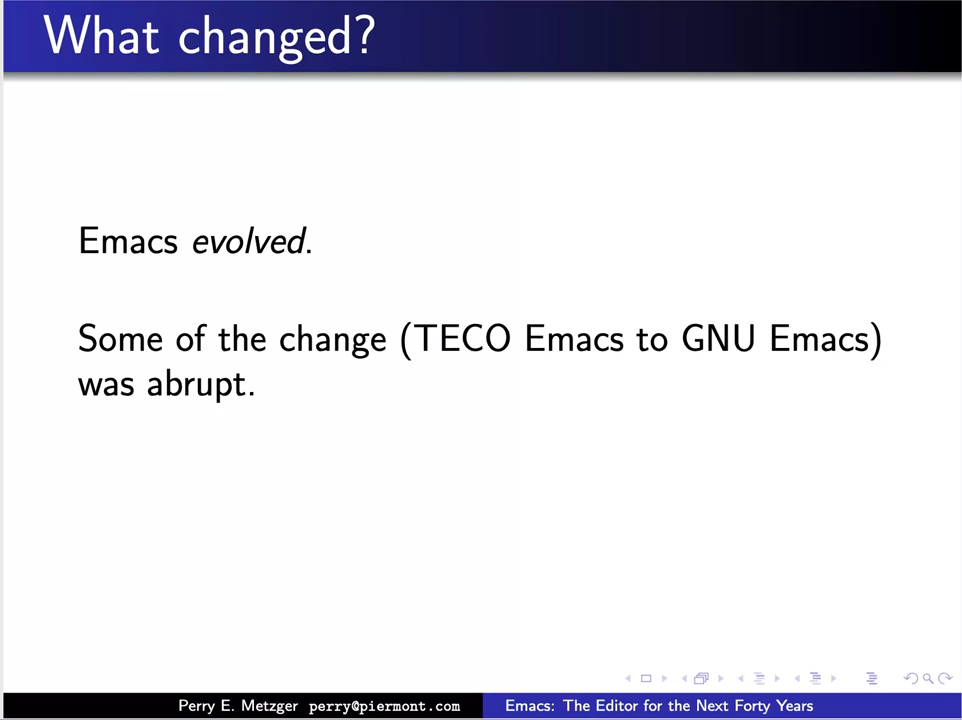 What changed?
Emacs evolved.
Some of the change (TECO Emacs to GNU Emacs)
was abrupt.
Perry E. Metzger perry@piermont.com
Emacs: The Editor for the Next Forty Years